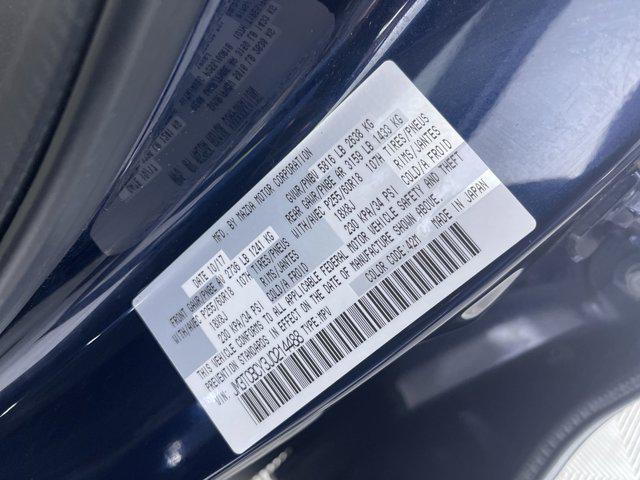 MFG. BY MAZDA MOTOR CORPORATION
DATE: 10/17 GVWR/PNBV 5816 LB 2638 KG
FRONT GAWR/PNBE AV 2736 LB 1241 KG REAR GAWR/PNBE AR 3159 LB 1433 KG
WITH/AVEC P255/60R18 107H TIRES/PNEUS WITH/AVEC P255/60R18 107H TIRES/PNEUS
18X8J RIMS/JANTES 18X8J RIMS/JANTES
230 KPA/34 PSI COLD/A FROID 230 KPA/34 PSI COLD/A FROID
THIS VEHICLE CONFORMS TO ALL APPLICABLE FEDERAL MOTOR VEHICLE SAFETY AND THEFT
PREVENTION STANDARDS IN EFFECT ON THE DATE OF MANUFACTURE SHOWN ABOVE.
VIN: TYPE: MPV COLOR CODE: 42M MADE IN JAPAN